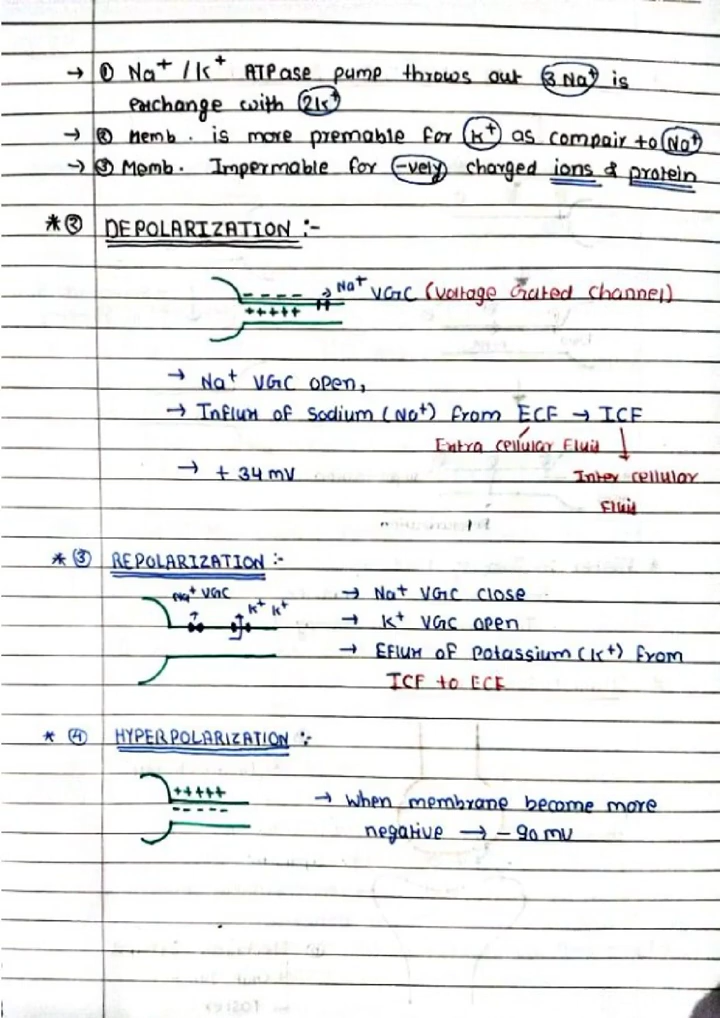 → ① Na⁺ / K⁺ ATPase pump throws out 3 Na⁺ is
exchange with 2K⁺
→ ② Memb. is more premable for K⁺ as compair to Na⁺
→ ③ Memb. Impermable for -vely charged ions & protein
* ② DEPOLARIZATION :-
- - - - → Na⁺ VGC (Voltage Gated Channel)
+++++
→ Na⁺ VGC open,
→ Influx of Sodium (Na⁺) from ECF → ICF
Extra cellular Fluid ↓
→ + 34 mV Inter cellular
Fluid
* ③ REPOLARIZATION :-
Na⁺ VGC → Na⁺ VGC close
K⁺ K⁺ → K⁺ VGC open
→ Eflux of Potassium (K⁺) from
ICF to ECF
* ④ HYPERPOLARIZATION :-
+++++
- - - - - → When membrane become more
negative → - 90 mV